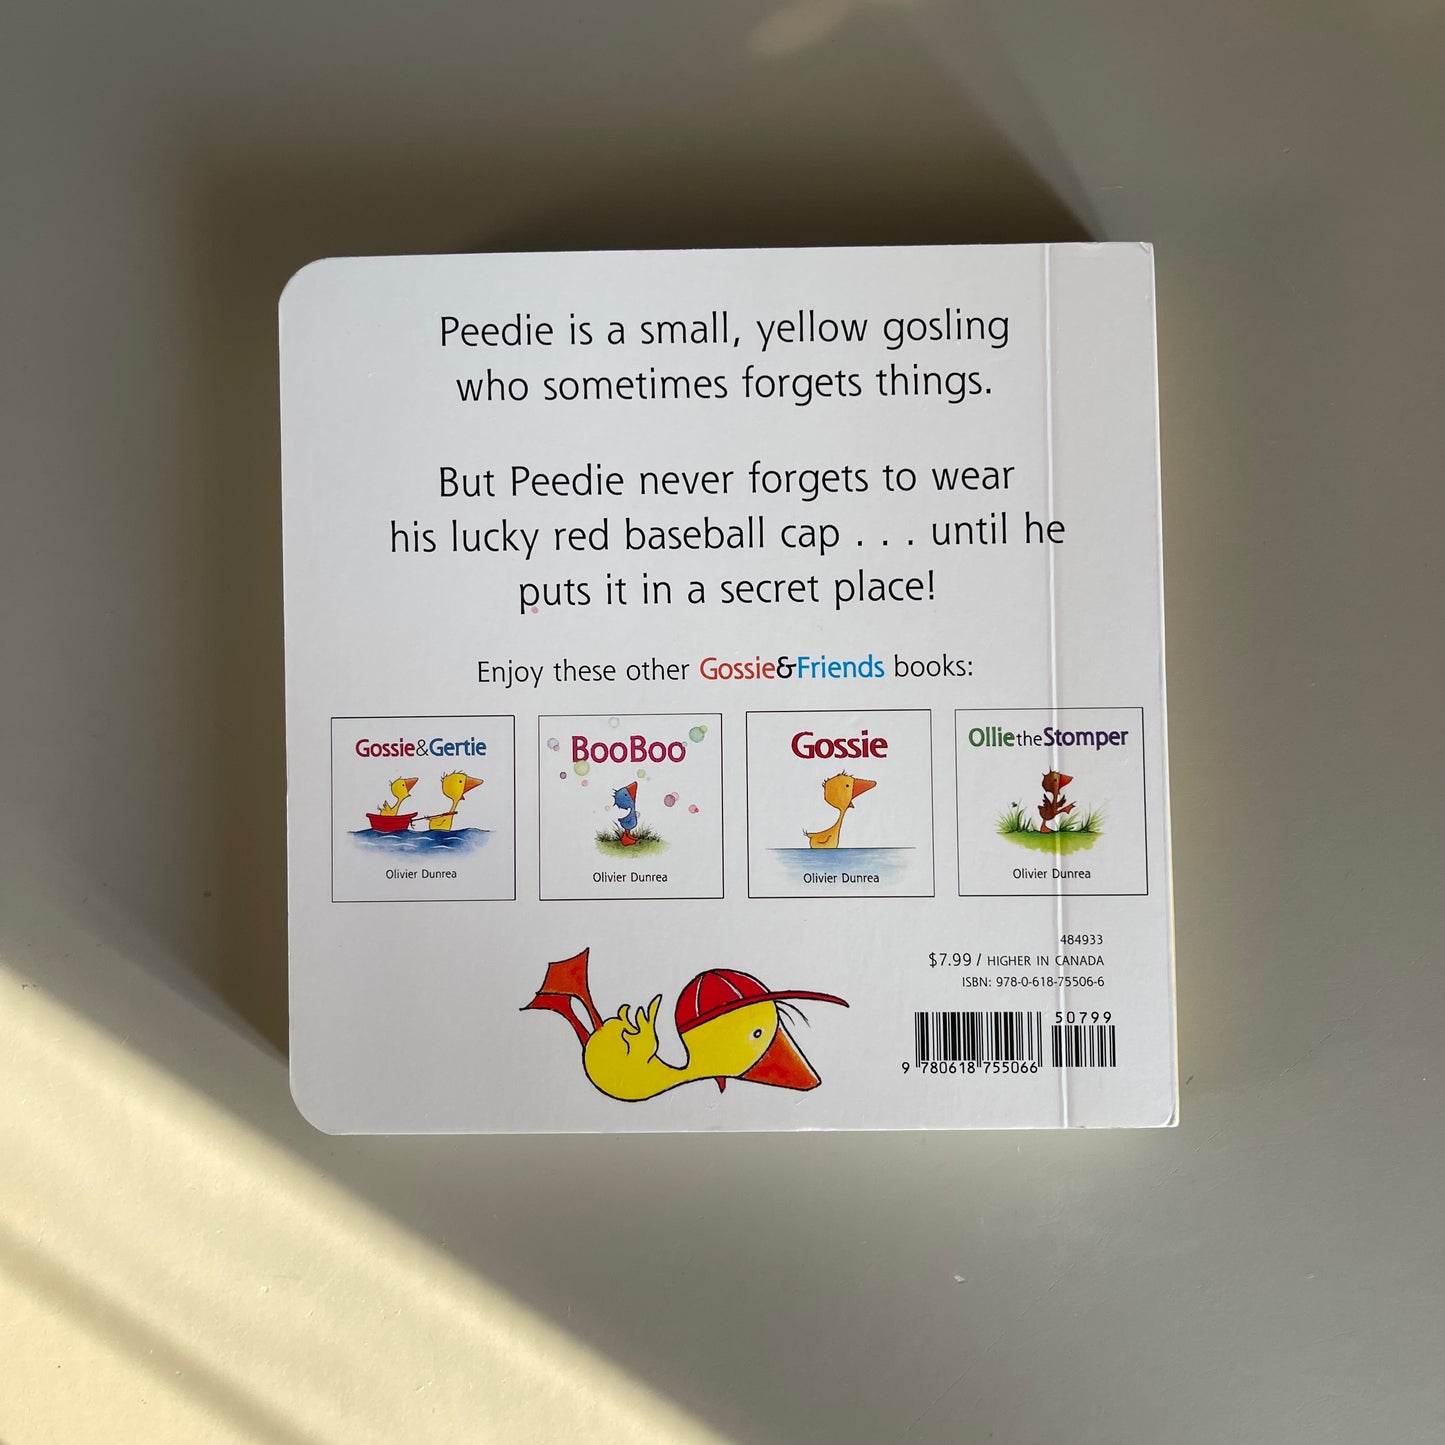 Peedie is a small, yellow gosling
who sometimes forgets things.
But Peedie never forgets to wear
his lucky red baseball cap . . . until he
puts it in a secret place!
Enjoy these other Gossie&Friends books:
Gossie&Gertie
Olivier Dunrea
BooBoo
Olivier Dunrea
Gossie
Olivier Dunrea
OllietheStomper
Olivier Dunrea
484933
$7.99 / HIGHER IN CANADA
ISBN: 978-0-618-75506-6
50799
9 780618 755066